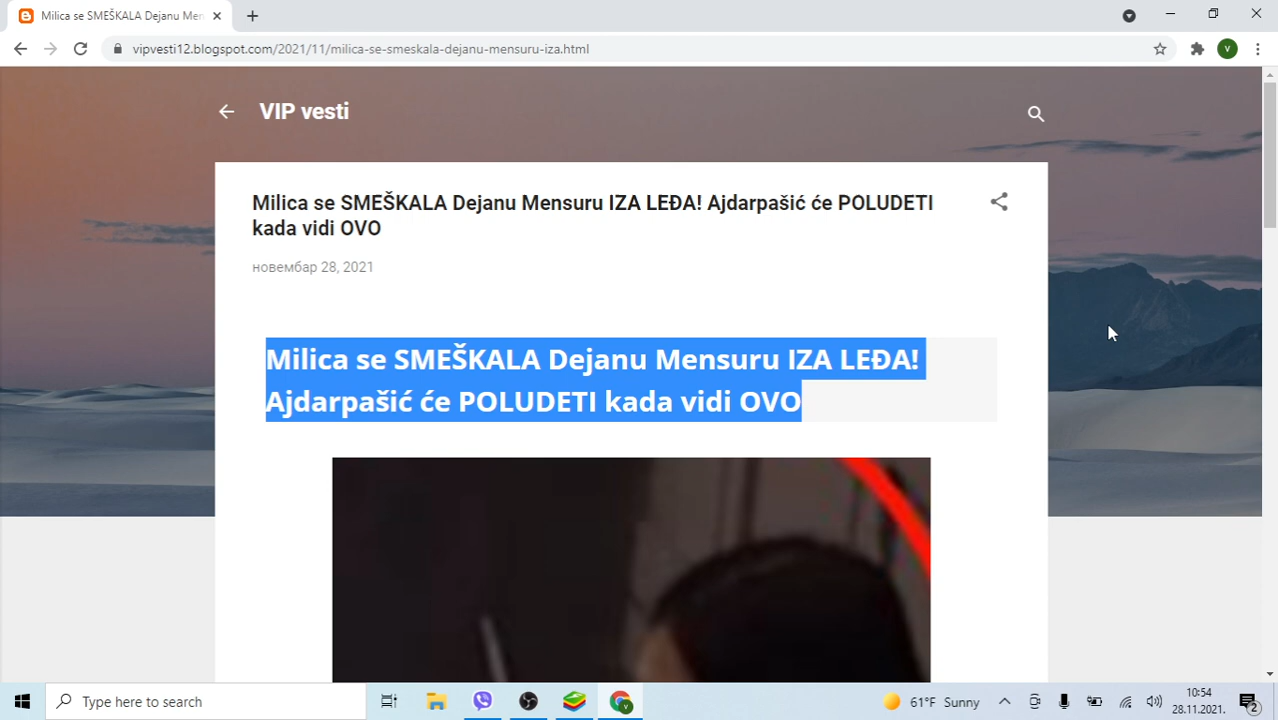 Milica se SMEŠKALA Dejanu Men
vipvesti12.blogspot.com/2021/11/milica-se-smeskala-dejanu-mensuru-iza.html
V
VIP vesti
Milica se SMEŠKALA Dejanu Mensuru IZA LEĐA! Ajdarpašić će POLUDETI
kada vidi OVO
новембар 28, 2021
Milica se SMEŠKALA Dejanu Mensuru IZA LEĐA!
Ajdarpašić će POLUDETI kada vidi OVO
Type here to search
V
61°F Sunny
10:54
28.11.2021.
2